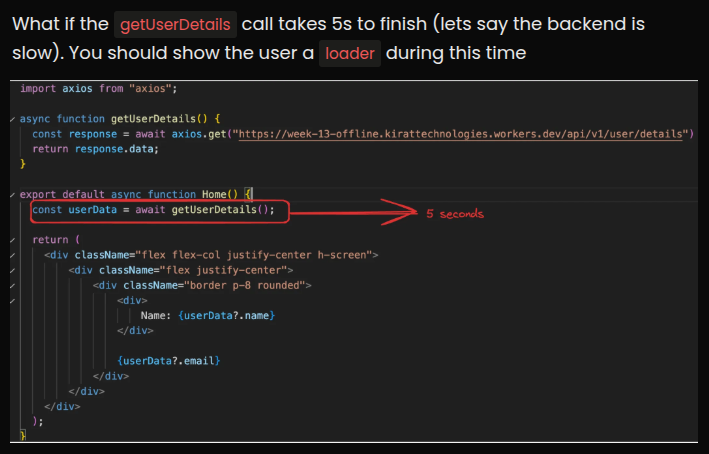 What if the getUserDetails call takes 5s to finish (lets say the backend is
slow). You should show the user a loader during this time
import axios from "axios";
async function getUserDetails() {
const response = await axios.get("https://week-13-offline.kirattechnologies.workers.dev/api/v1/user/details")
return response.data;
}
export default async function Home() {
const userData = await getUserDetails();
5 seconds
return (
<div className="flex flex-col justify-center h-screen">
<div className="flex justify-center">
<div className="border p-8 rounded">
<div>
Name: {userData?.name}
</div>
{userData?.email}
</div>
</div>
</div>
);
}